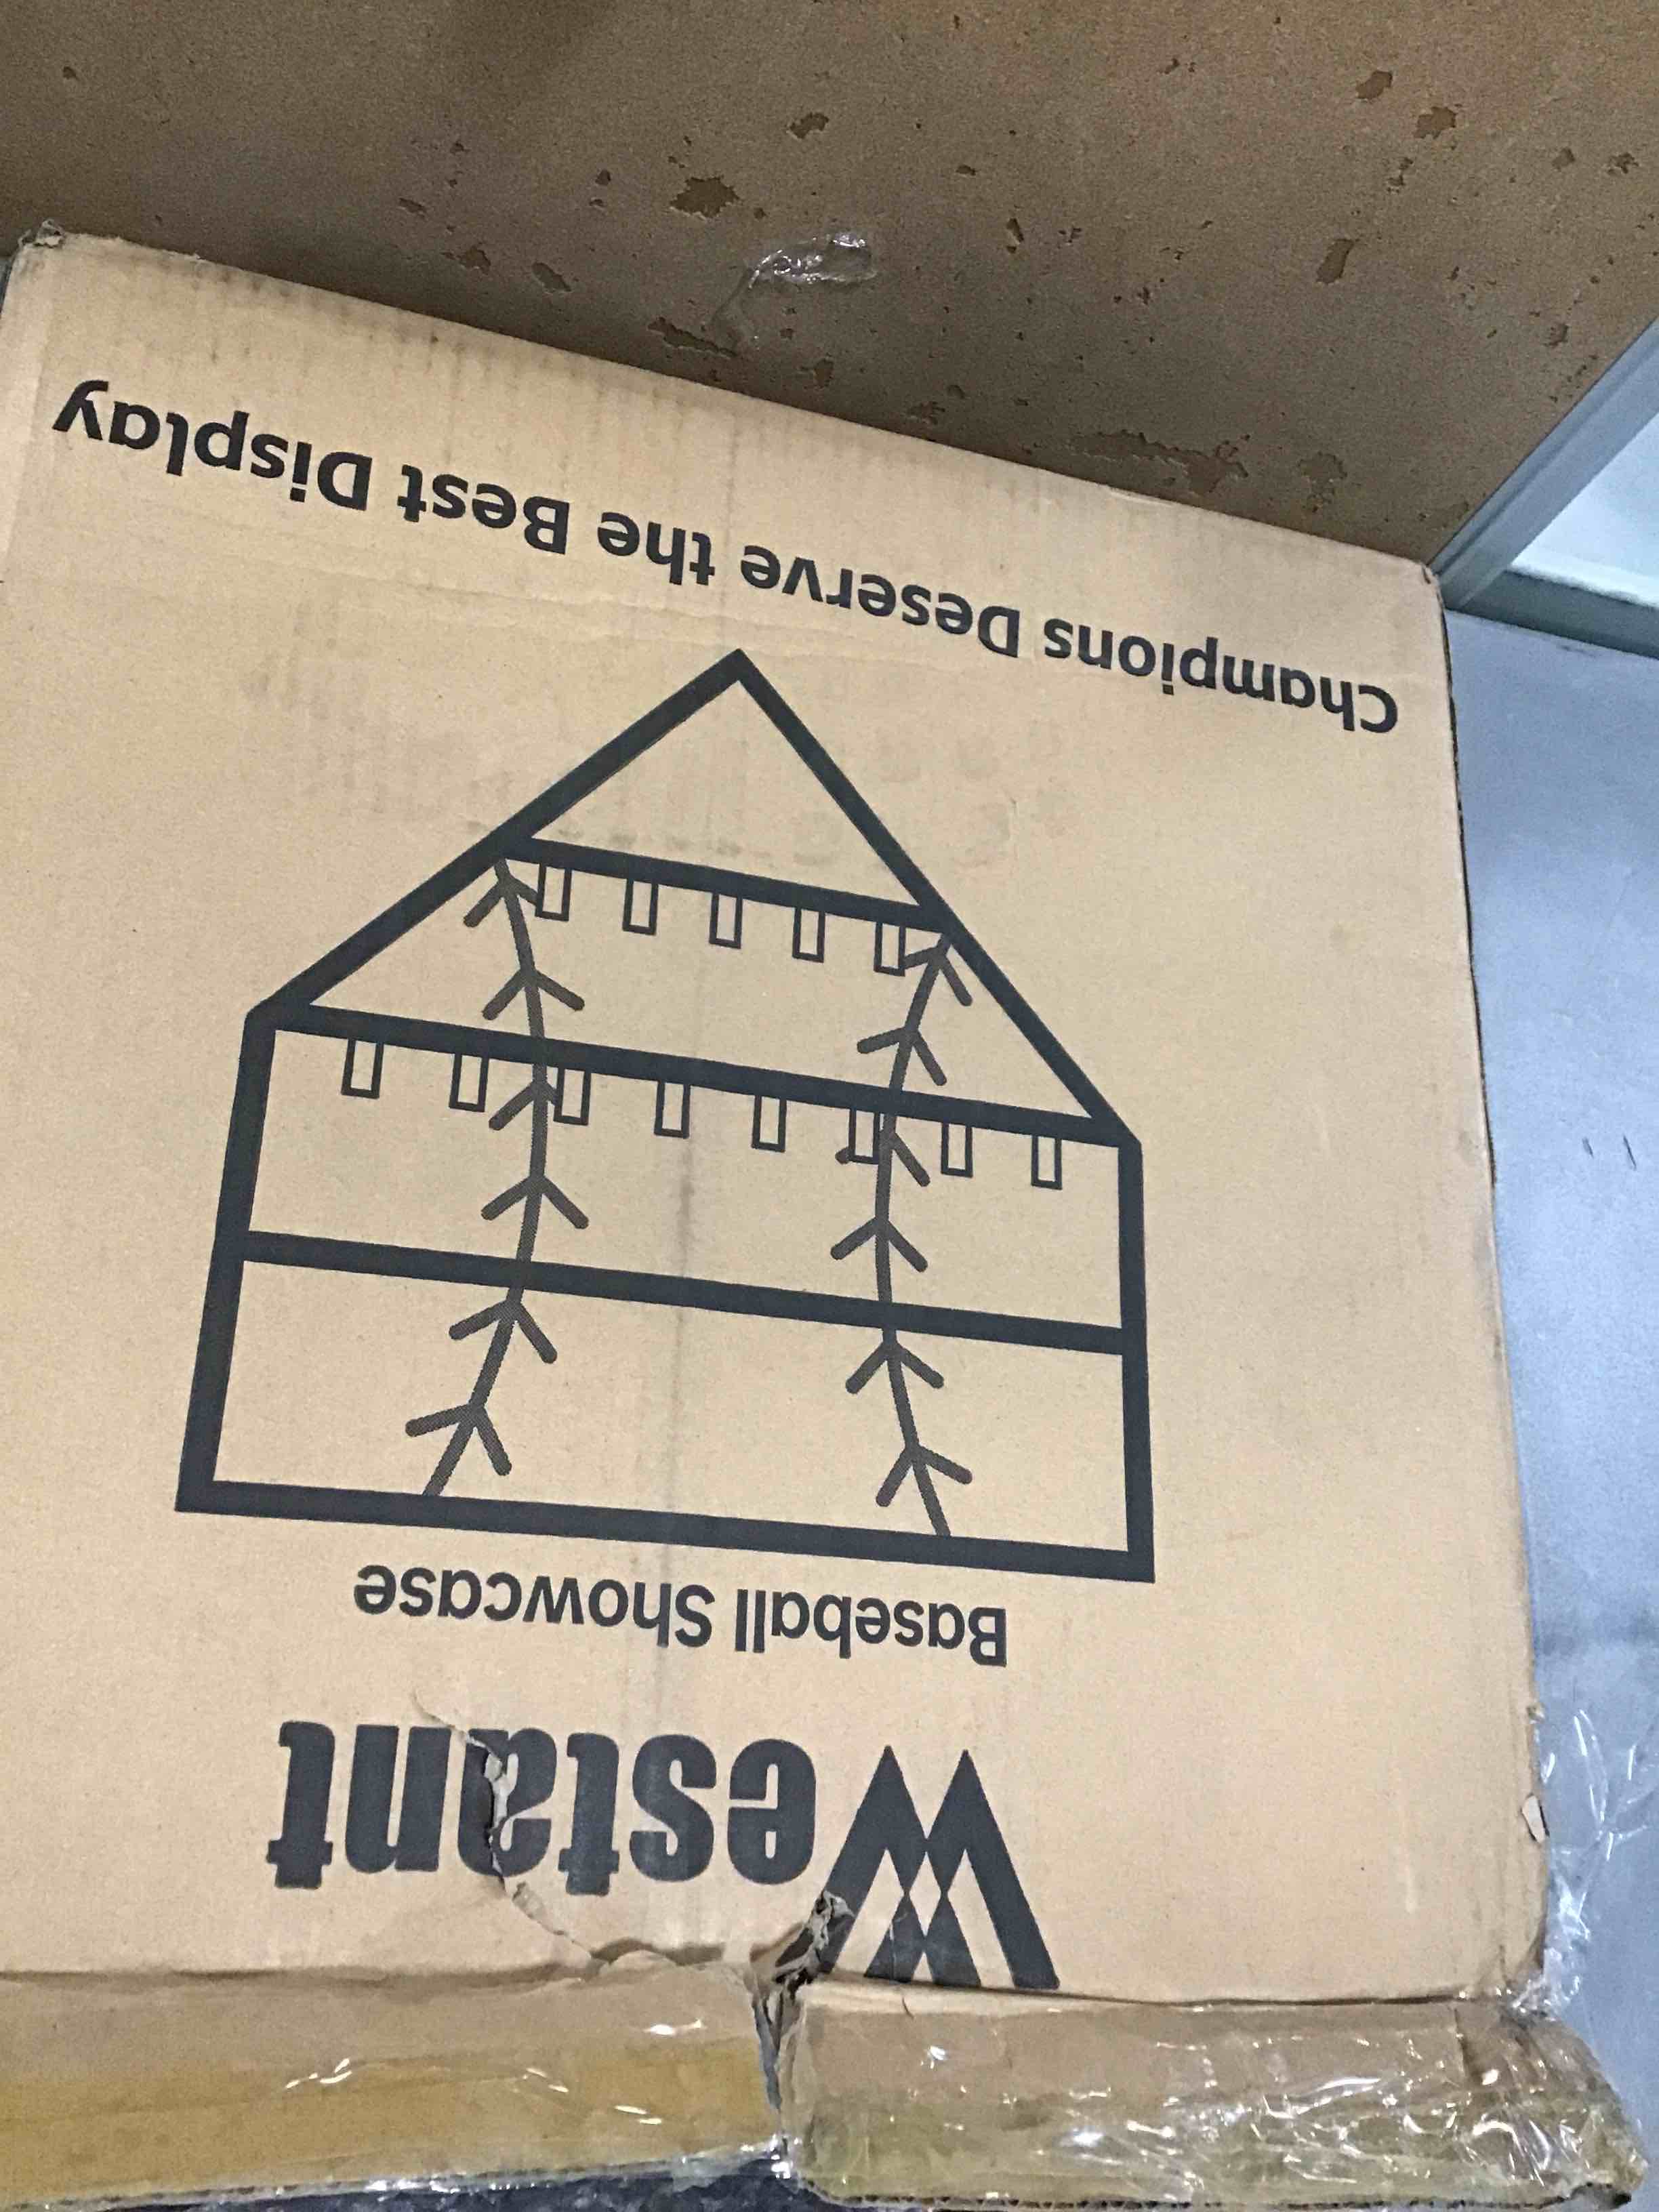 Westant
Baseball Showcase
Champions Deserve the Best Display